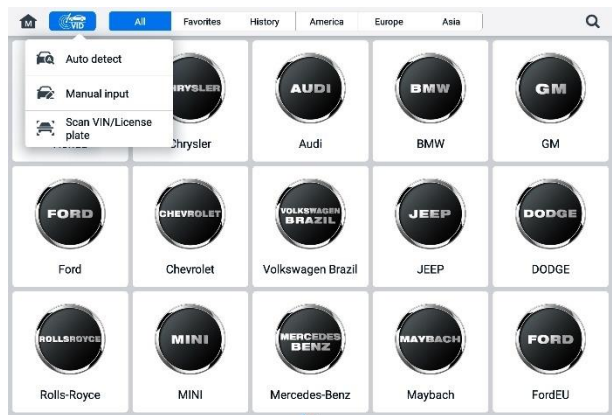 M VID All Favorites History America Europe Asia
Auto detect
Manual input
Scan VIN/License
plate
RYSLER AUDI BMW GM
Chrysler Audi BMW GM
FORD CHEVROLET VOLKSWAGEN BRAZIL JEEP DODGE
Ford Chevrolet Volkswagen Brazil JEEP DODGE
ROLLSROYCE MINI MERCEDES BENZ MAYBACH FORD
Rolls-Royce MINI Mercedes-Benz Maybach FordEU